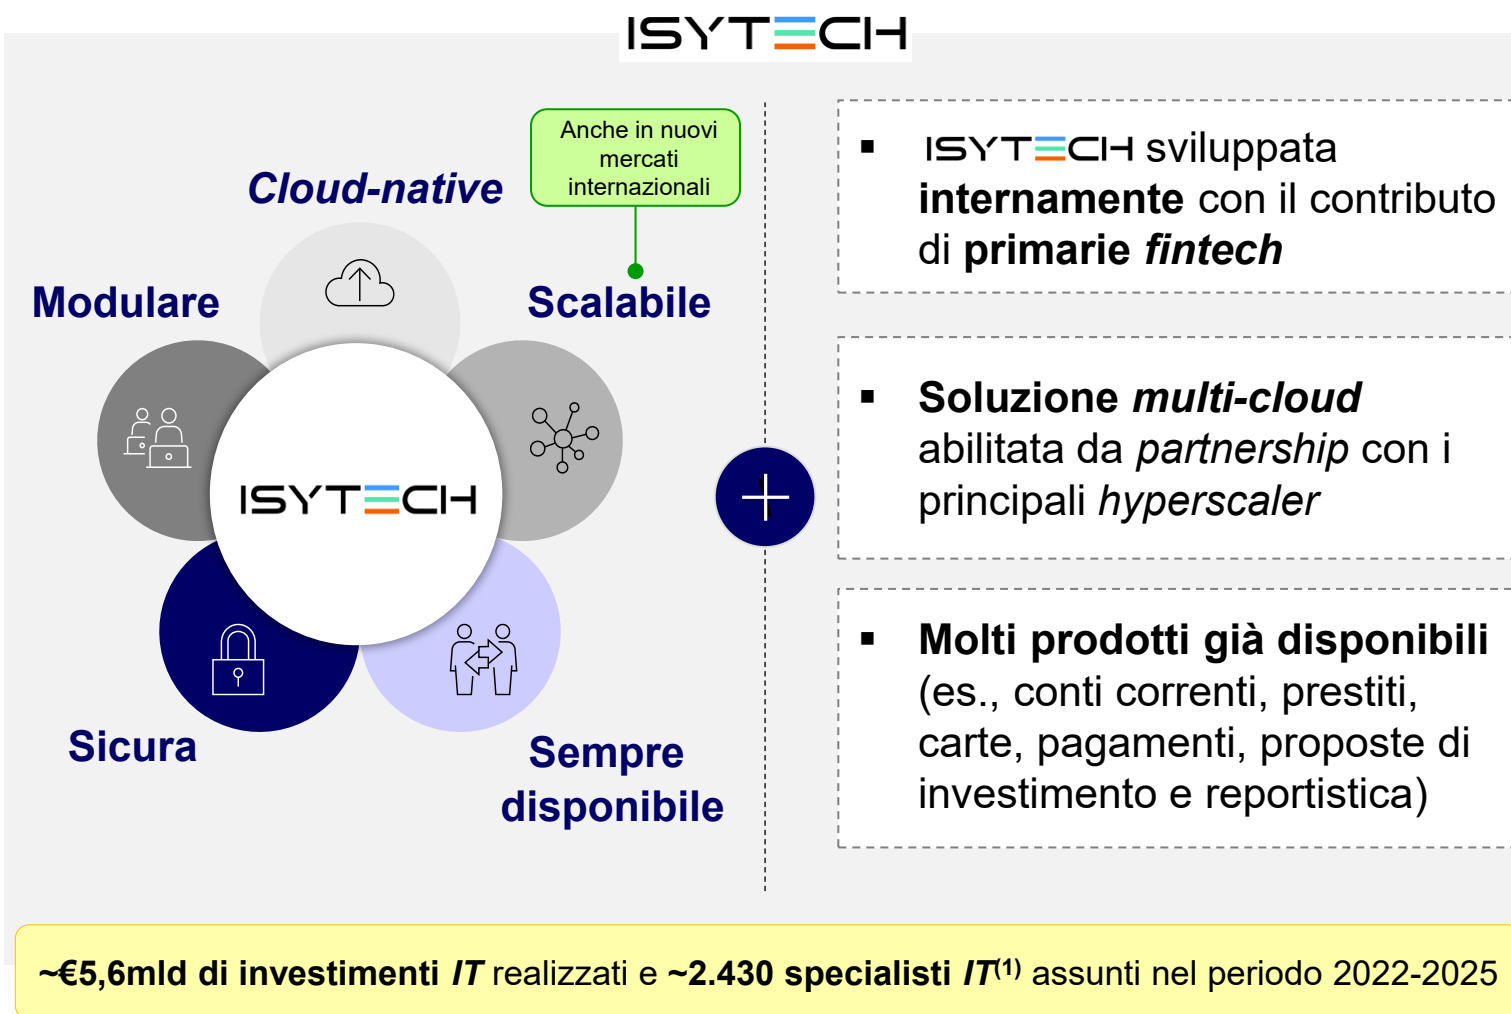 ISYTECH
Anche in nuovi
mercati
internazionali
Cloud-native
Modulare
Scalabile
ISYTECH
Sicura
Sempre
disponibile
▪ ISYTECH sviluppata
internamente con il contributo
di primarie fintech
▪ Soluzione multi-cloud
abilitata da partnership con i
principali hyperscaler
▪ Molti prodotti già disponibili
(es., conti correnti, prestiti,
carte, pagamenti, proposte di
investimento e reportistica)
~€5,6mld di investimenti IT realizzati e ~2.430 specialisti IT(1) assunti nel periodo 2022-2025